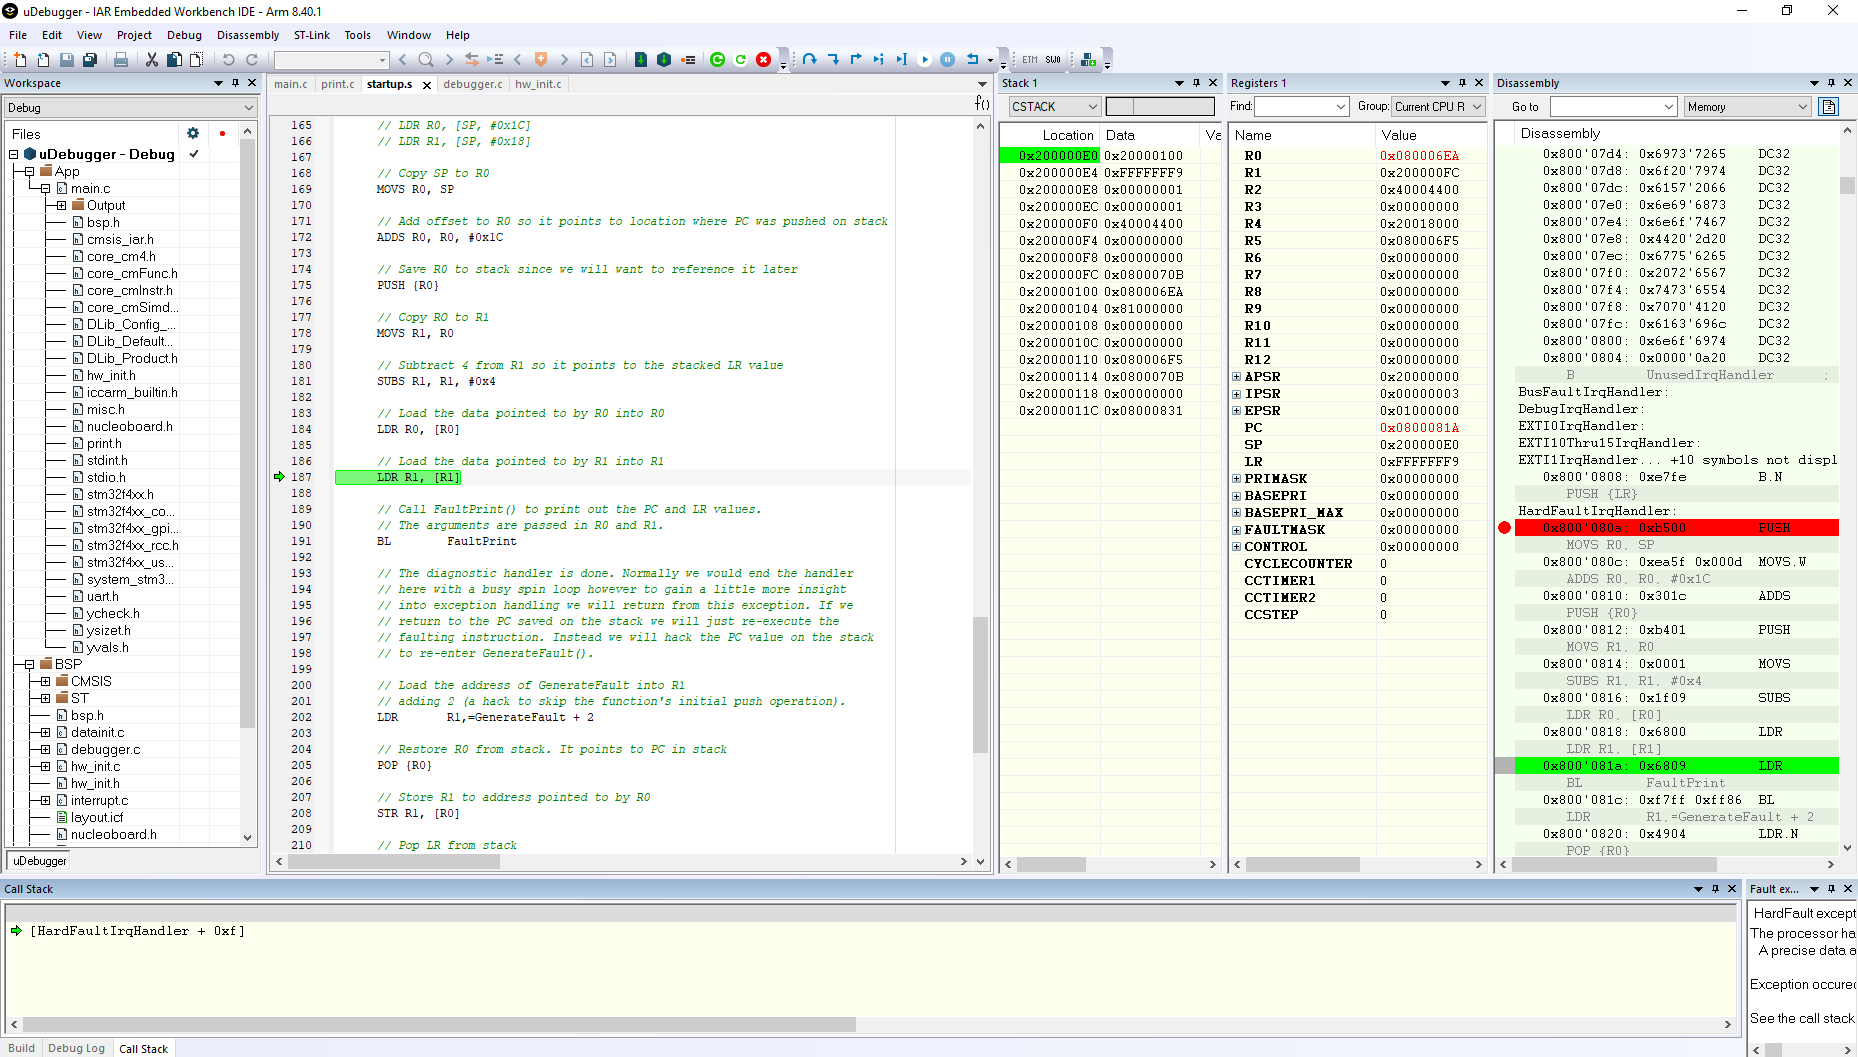 uDebugger - IAR Embedded Workbench IDE - Arm 8.40.1
File Edit View Project Debug Disassembly ST-Link Tools Window Help
ETM SWO
Workspace
Debug
Files
uDebugger - Debug
App
main.c
Output
bsp.h
cmsis_iar.h
core_cm4.h
core_cmFunc.h
core_cmInstr.h
core_cmSimd...
DLib_Config_...
DLib_Default...
DLib_Product.h
hw_init.h
iccarm_builtin.h
misc.h
nucleoboard.h
print.h
stdint.h
stdio.h
stm32f4xx.h
stm32f4xx_co...
stm32f4xx_gpi...
stm32f4xx_rcc.h
stm32f4xx_us...
system_stm3...
uart.h
ycheck.h
ysizet.h
yvals.h
BSP
CMSIS
ST
bsp.h
datainit.c
debugger.c
hw_init.c
hw_init.h
interrupt.c
layout.icf
nucleoboard.h
uDebugger
main.c print.c startup.s debugger.c hw_init.c
f()
165 // LDR R0, [SP, #0x1C]
166 // LDR R1, [SP, #0x18]
167
168 // Copy SP to R0
169 MOVS R0, SP
170
171 // Add offset to R0 so it points to location where PC was pushed on stack
172 ADDS R0, R0, #0x1C
173
174 // Save R0 to stack since we will want to reference it later
175 PUSH {R0}
176
177 // Copy R0 to R1
178 MOVS R1, R0
179
180 // Subtract 4 from R1 so it points to the stacked LR value
181 SUBS R1, R1, #0x4
182
183 // Load the data pointed to by R0 into R0
184 LDR R0, [R0]
185
186 // Load the data pointed to by R1 into R1
187 LDR R1, [R1]
188
189 // Call FaultPrint() to print out the PC and LR values.
190 // The arguments are passed in R0 and R1.
191 BL FaultPrint
192
193 // The diagnostic handler is done. Normally we would end the handler
194 // here with a busy spin loop however to gain a little more insight
195 // into exception handling we will return from this exception. If we
196 // return to the PC saved on the stack we will just re-execute the
197 // faulting instruction. Instead we will hack the PC value on the stack
198 // to re-enter GenerateFault().
199
200 // Load the address of GenerateFault into R1
201 // adding 2 (a hack to skip the function's initial push operation).
202 LDR R1,=GenerateFault + 2
203
204 // Restore R0 from stack. It points to PC in stack
205 POP {R0}
206
207 // Store R1 to address pointed to by R0
208 STR R1, [R0]
209
210 // Pop LR from stack
Stack 1
CSTACK
Location Data Va
0x200000E0 0x20000100
0x200000E4 0xFFFFFFF9
0x200000E8 0x00000001
0x200000EC 0x00000001
0x200000F0 0x40004400
0x200000F4 0x00000000
0x200000F8 0x00000000
0x200000FC 0x0800070B
0x20000100 0x080006EA
0x20000104 0x81000000
0x20000108 0x00000000
0x2000010C 0x00000000
0x20000110 0x080006F5
0x20000114 0x0800070B
0x20000118 0x00000000
0x2000011C 0x08000831
Registers 1
Find: Group: Current CPU R
Name Value
R0 0x080006EA
R1 0x200000FC
R2 0x40004400
R3 0x00000000
R4 0x20018000
R5 0x080006F5
R6 0x00000000
R7 0x00000000
R8 0x00000000
R9 0x00000000
R10 0x00000000
R11 0x00000000
R12 0x00000000
APSR 0x20000000
IPSR 0x00000003
EPSR 0x01000000
PC 0x0800081A
SP 0x200000E0
LR 0xFFFFFFF9
PRIMASK 0x00000000
BASEPRI 0x00000000
BASEPRI_MAX 0x00000000
FAULTMASK 0x00000000
CONTROL 0x00000000
CYCLECOUNTER 0
CCTIMER1 0
CCTIMER2 0
CCSTEP 0
Disassembly
Go to Memory
Disassembly
0x800'07d4: 0x6973'7265 DC32
0x800'07d8: 0x6f20'7974 DC32
0x800'07dc: 0x6157'2066 DC32
0x800'07e0: 0x6e69'6873 DC32
0x800'07e4: 0x6e6f'7467 DC32
0x800'07e8: 0x4420'2d20 DC32
0x800'07ec: 0x6775'6265 DC32
0x800'07f0: 0x2072'6567 DC32
0x800'07f4: 0x7473'6554 DC32
0x800'07f8: 0x7070'4120 DC32
0x800'07fc: 0x6163'696c DC32
0x800'0800: 0x6e6f'6974 DC32
0x800'0804: 0x0000'0a20 DC32
B UnusedIrqHandler ;
BusFaultIrqHandler:
DebugIrqHandler:
EXTI0IrqHandler:
EXTI10Thru15IrqHandler:
EXTI1IrqHandler... +10 symbols not displ
0x800'0808: 0xe7fe B.N
PUSH {LR}
HardFaultIrqHandler:
0x800'080a: 0xb500 PUSH
MOVS R0, SP
0x800'080c: 0xea5f 0x000d MOVS.W
ADDS R0, R0, #0x1C
0x800'0810: 0x301c ADDS
PUSH {R0}
0x800'0812: 0xb401 PUSH
MOVS R1, R0
0x800'0814: 0x0001 MOVS
SUBS R1, R1, #0x4
0x800'0816: 0x1f09 SUBS
LDR R0, [R0]
0x800'0818: 0x6800 LDR
LDR R1, [R1]
0x800'081a: 0x6809 LDR
BL FaultPrint
0x800'081c: 0xf7ff 0xff86 BL
LDR R1,=GenerateFault + 2
0x800'0820: 0x4904 LDR.N
POP {R0}
Call Stack
[HardFaultIrqHandler + 0xf]
Build Debug Log Call Stack
Fault ex...
HardFault except
The processor ha
A precise data a
Exception occured
See the call stack